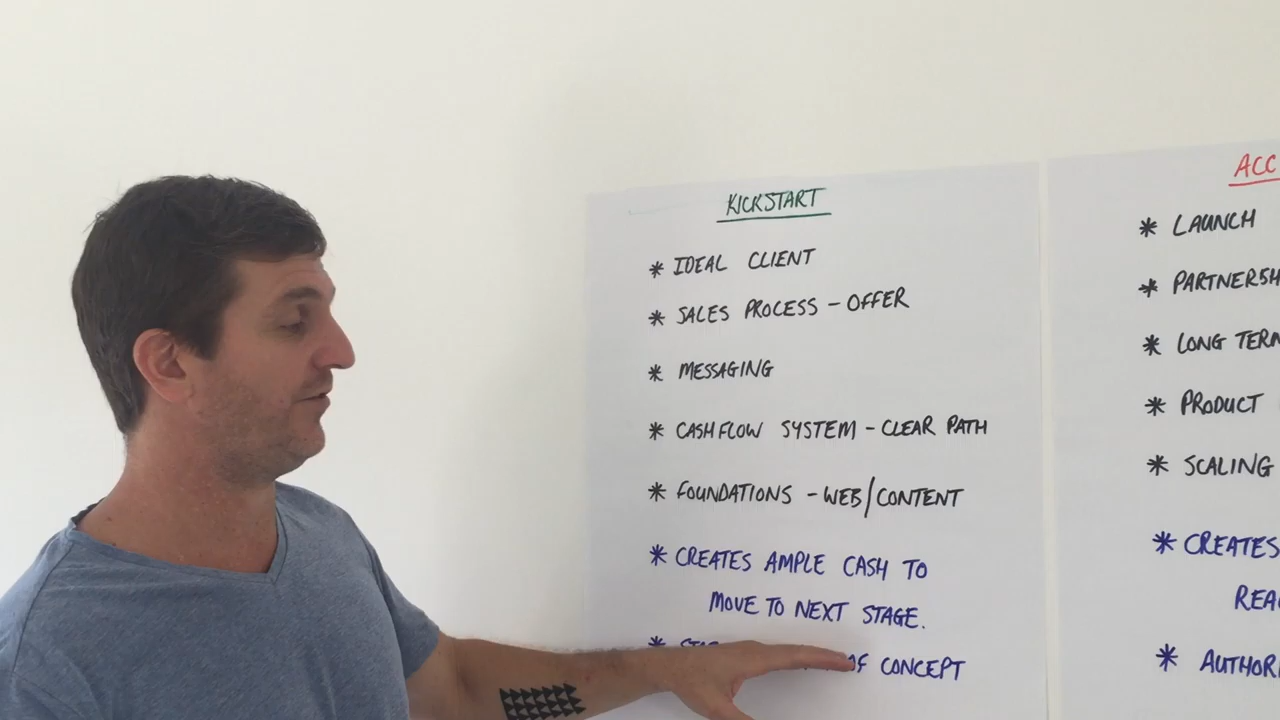 KICKSTART
* IDEAL CLIENT
* SALES PROCESS - OFFER
* MESSAGING
* CASHFLOW SYSTEM - CLEAR PATH
* FOUNDATIONS - WEB/CONTENT
* CREATES AMPLE CASH TO
MOVE TO NEXT STAGE.
* OF CONCEPT
ACC
* LAUNCH
* PARTNERSH
* LONG TERM
* PRODUCT
* SCALING
* CREATES
REA
* AUTHOR